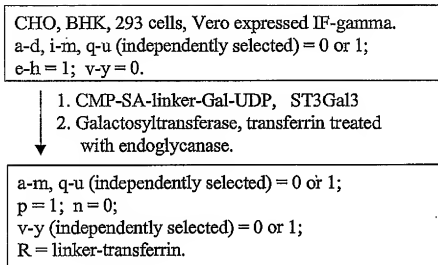 CHO, BHK, 293 cells, Vero expressed IF-gamma.
a-d, i-m, q-u (independently selected) = 0 or 1;
e-h = 1; v-y = 0.
1. CMP-SA-linker-Gal-UDP, ST3Gal3
2. Galactosyltransferase, transferrin treated
with endoglycanase.
a-m, q-u (independently selected) = 0 or 1;
p = 1; n = 0;
v-y (independently selected) = 0 or 1;
R = linker-transferrin.